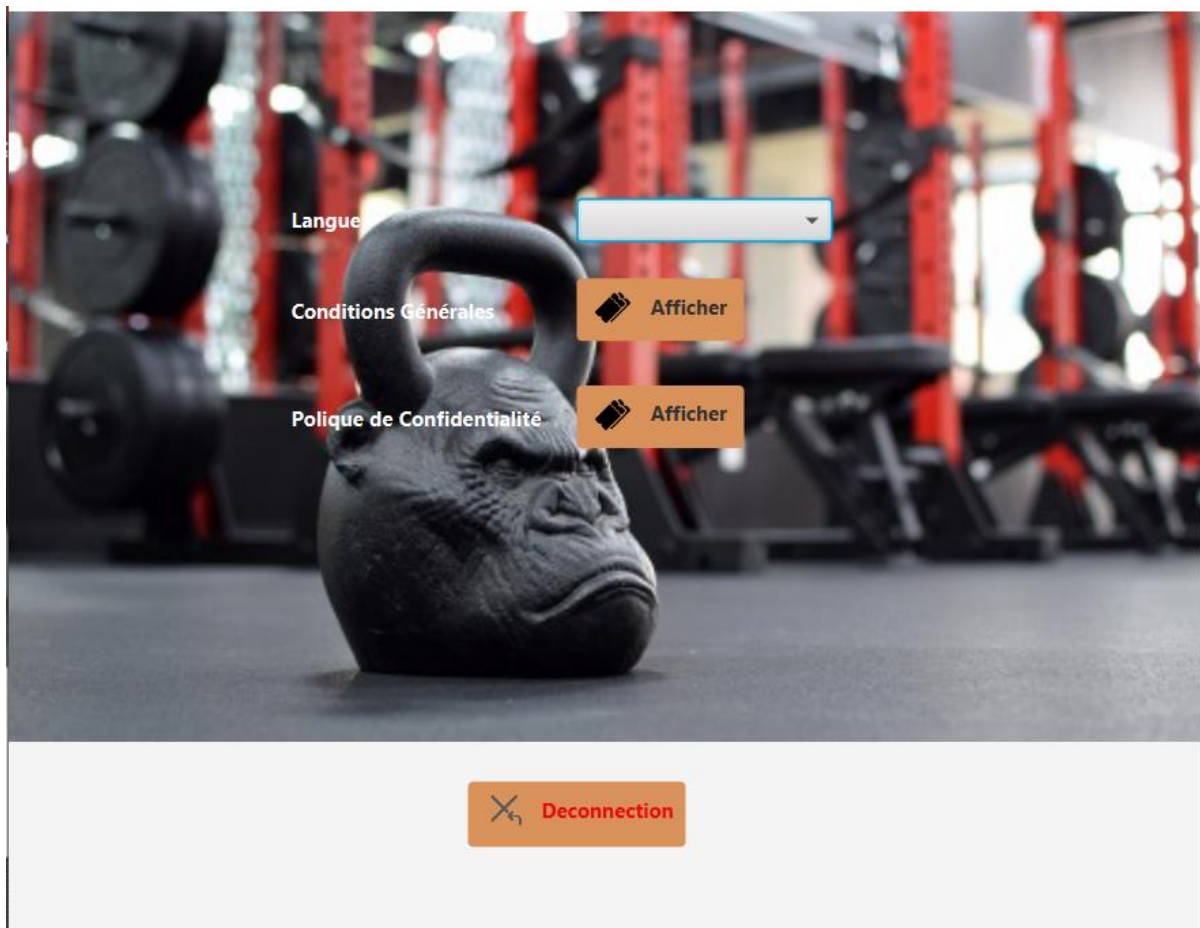 Langue
Conditions Générales
Afficher
Polique de Confidentialité
Afficher
Deconnection